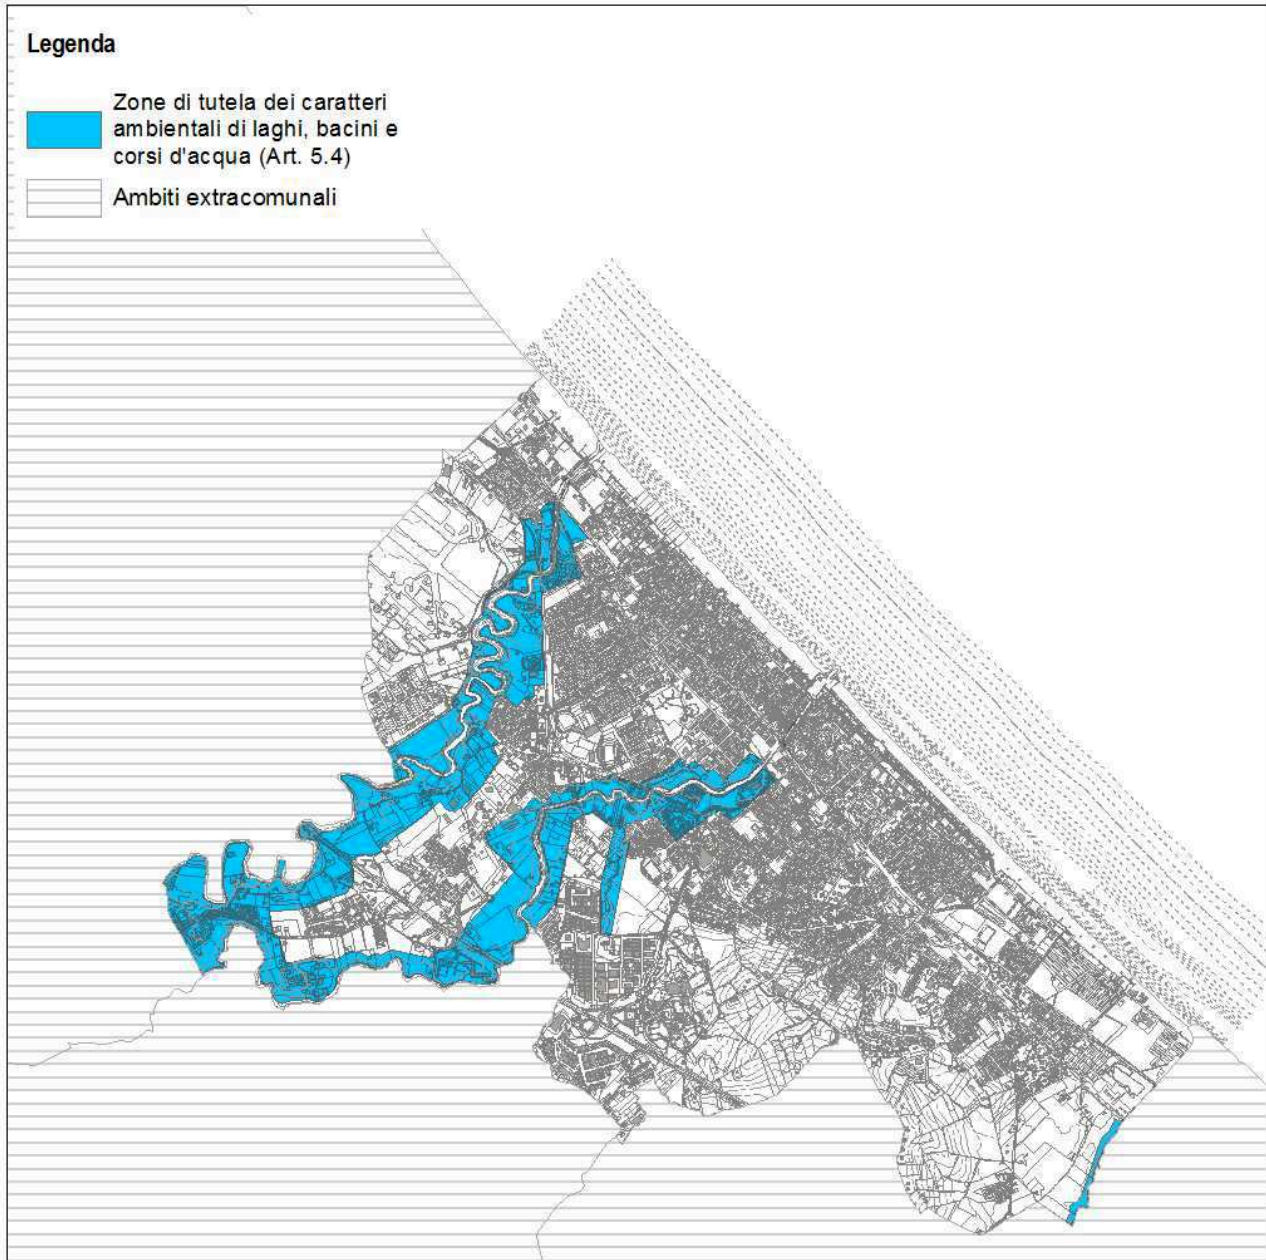 Legenda
Zone di tutela dei caratteri
ambientali di laghi, bacini e
corsi d'acqua (Art. 5.4)
Ambiti extracomunali